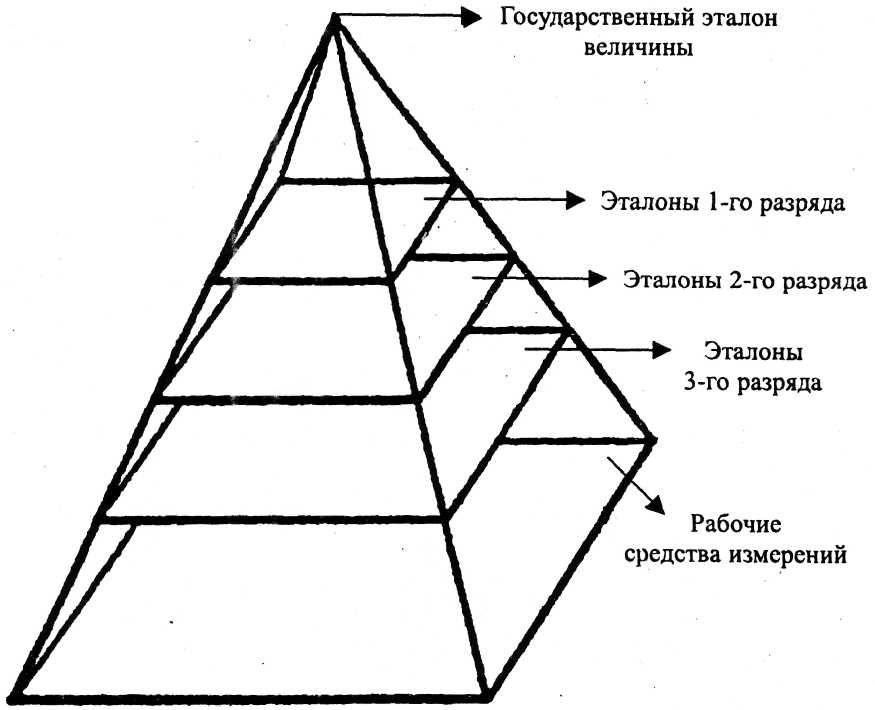 Государственный эталон
величины
Эталоны 1-го разряда
Эталоны 2-го разряда
Эталоны
3-го разряда
Рабочие
средства измерений